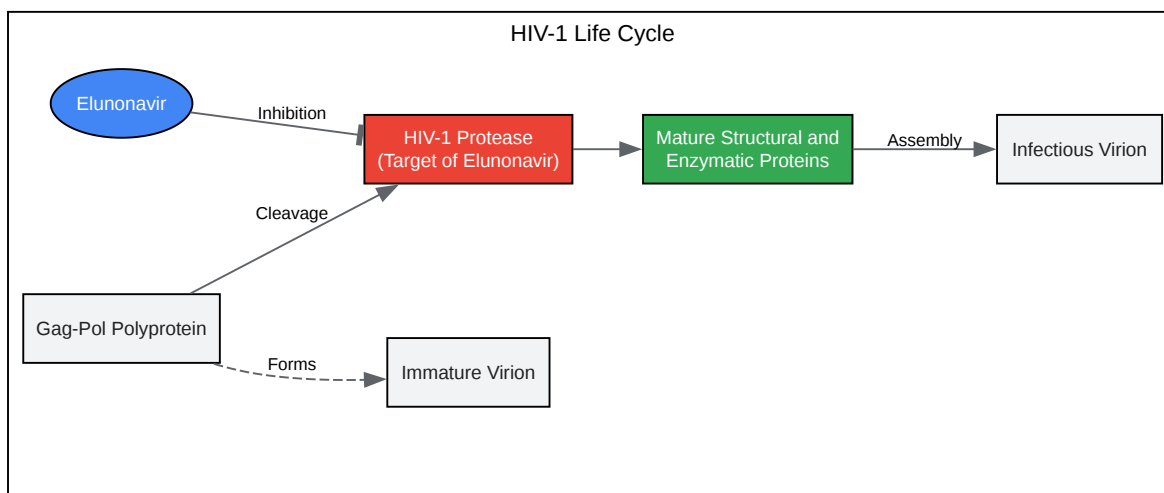 HIV-1 Life Cycle
Elunonavir
Inhibition
HIV-1 Protease
(Target of Elunonavir)
Mature Structural and
Enzymatic Proteins
Assembly
Infectious Virion
Cleavage
Gag-Pol Polyprotein
Forms
Immature Virion